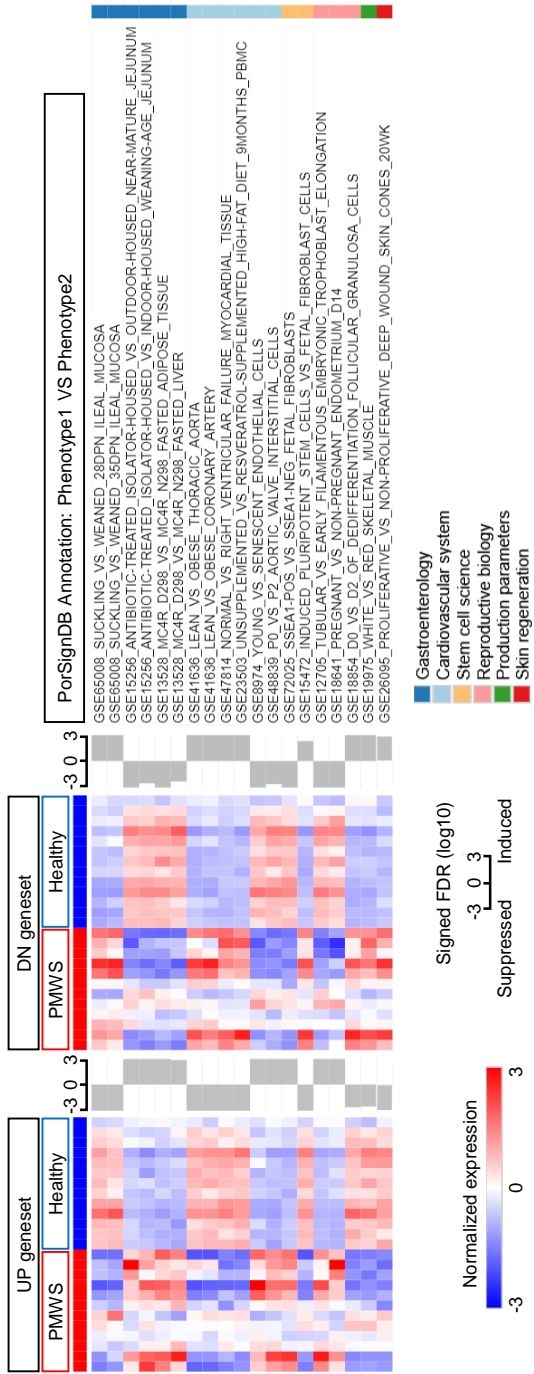 UP geneset
DN geneset
PorSignDB Annotation: Phenotype1 VS Phenotype2
PMWS
Healthy
-3 0 3
PMWS
Healthy
-3 0 3
GSE65008_SUCKLING_VS_WEANED_28DPN_ILEAL_MUCOSA
GSE65008_SUCKLING_VS_WEANED_35DPN_ILEAL_MUCOSA
GSE15256_ANTIBIOTIC-TREATED_ISOLATOR-HOUSED_VS_OUTDOOR-HOUSED_NEAR-MATURE_JEJUNUM
GSE15256_ANTIBIOTIC-TREATED_ISOLATOR-HOUSED_VS_INDOOR-HOUSED_WEANING-AGE_JEJUNUM
GSE13528_MC4R_D298_VS_MC4R_N298_FASTED_ADIPOSE_TISSUE
GSE13528_MC4R_D298_VS_MC4R_N298_FASTED_LIVER
GSE41636_LEAN_VS_OBESE_THORACIC_AORTA
GSE41636_LEAN_VS_OBESE_CORONARY_ARTERY
GSE47814_NORMAL_VS_RIGHT_VENTRICULAR_FAILURE_MYOCARDIAL_TISSUE
GSE23503_UNSUPPLEMENTED_VS_RESVERATROL-SUPPLEMENTED_HIGH-FAT_DIET_9MONTHS_PBMC
GSE8974_YOUNG_VS_SENESCENT_ENDOTHELIAL_CELLS
GSE48839_P0_VS_P2_AORTIC_VALVE_INTERSTITIAL_CELLS
GSE72025_SSEA1-POS_VS_SSEA1-NEG_FETAL_FIBROBLASTS
GSE15472_INDUCED_PLURIPOTENT_STEM_CELLS_VS_FETAL_FIBROBLAST_CELLS
GSE12705_TUBULAR_VS_EARLY_FILAMENTOUS_EMBRYONIC_TROPHOBLAST_ELONGATION
GSE18641_PREGNANT_VS_NON-PREGNANT_ENDOMETRIUM_D14
GSE18854_D0_VS_D2_OF_DEDIFFERENTIATION_FOLLICULAR_GRANULOSA_CELLS
GSE19975_WHITE_VS_RED_SKELETAL_MUSCLE
GSE26095_PROLIFERATIVE_VS_NON-PROLIFERATIVE_DEEP_WOUND_SKIN_CONES_20WK
Normalized expression
-3 0 3
Signed FDR (log10)
-3 0 3
Suppressed Induced
Gastroenterology
Cardiovascular system
Stem cell science
Reproductive biology
Production parameters
Skin regeneration